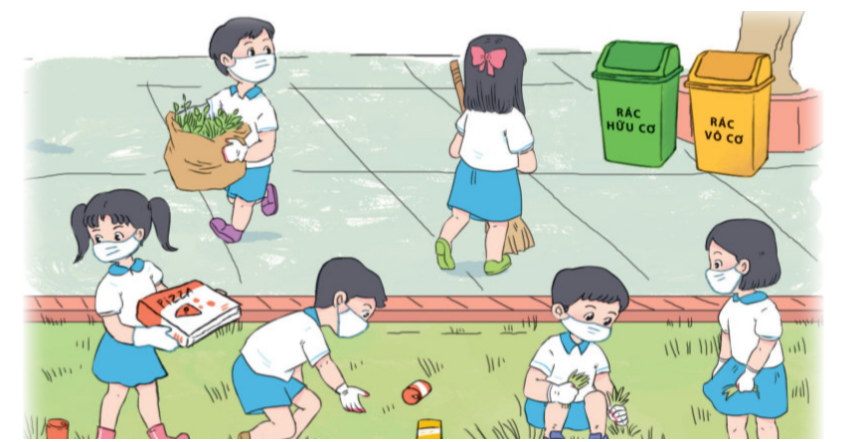 RÁC
HỮU CƠ
RÁC
VÔ CƠ
PIZZA